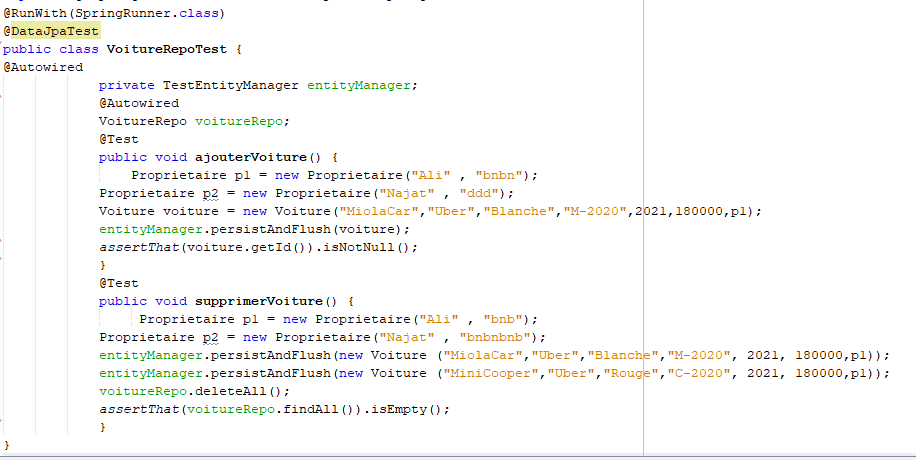 @RunWith(SpringRunner.class)
@DataJpaTest
public class VoitureRepoTest {
@Autowired
private TestEntityManager entityManager;
@Autowired
VoitureRepo voitureRepo;
@Test
public void ajouterVoiture() {
Proprietaire p1 = new Proprietaire("Ali" , "bnbn");
Proprietaire p2 = new Proprietaire("Najat" , "ddd");
Voiture voiture = new Voiture("MiolaCar","Uber","Blanche","M-2020",2021,180000,p1);
entityManager.persistAndFlush(voiture);
assertThat(voiture.getId()).isNotNull();
}
@Test
public void supprimerVoiture() {
Proprietaire p1 = new Proprietaire("Ali" , "bnb");
Proprietaire p2 = new Proprietaire("Najat" , "bnbnbnb");
entityManager.persistAndFlush(new Voiture ("MiolaCar","Uber","Blanche","M-2020", 2021, 180000,p1));
entityManager.persistAndFlush(new Voiture ("MiniCooper","Uber","Rouge","C-2020", 2021, 180000,p1));
voitureRepo.deleteAll();
assertThat(voitureRepo.findAll()).isEmpty();
}
}